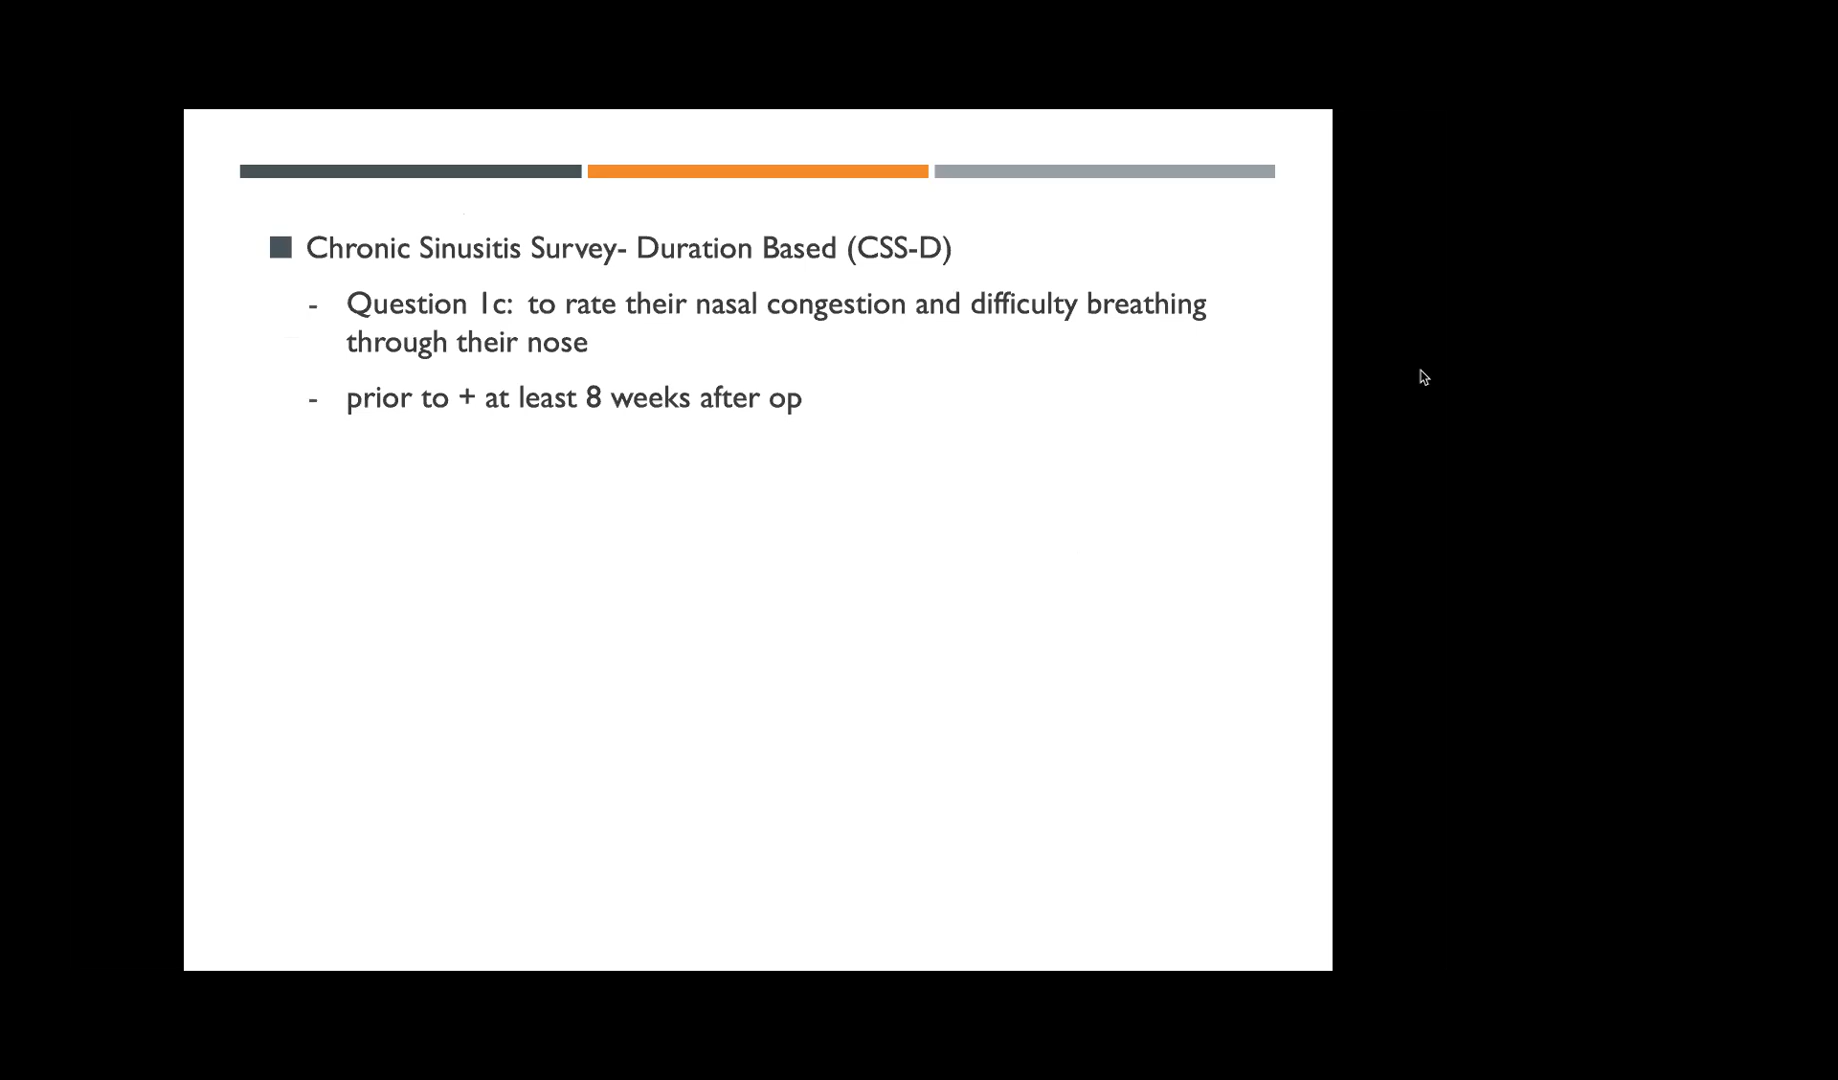 Chronic Sinusitis Survey- Duration Based (CSS-D)
- Question 1c: to rate their nasal congestion and difficulty breathing
through their nose
- prior to + at least 8 weeks after op